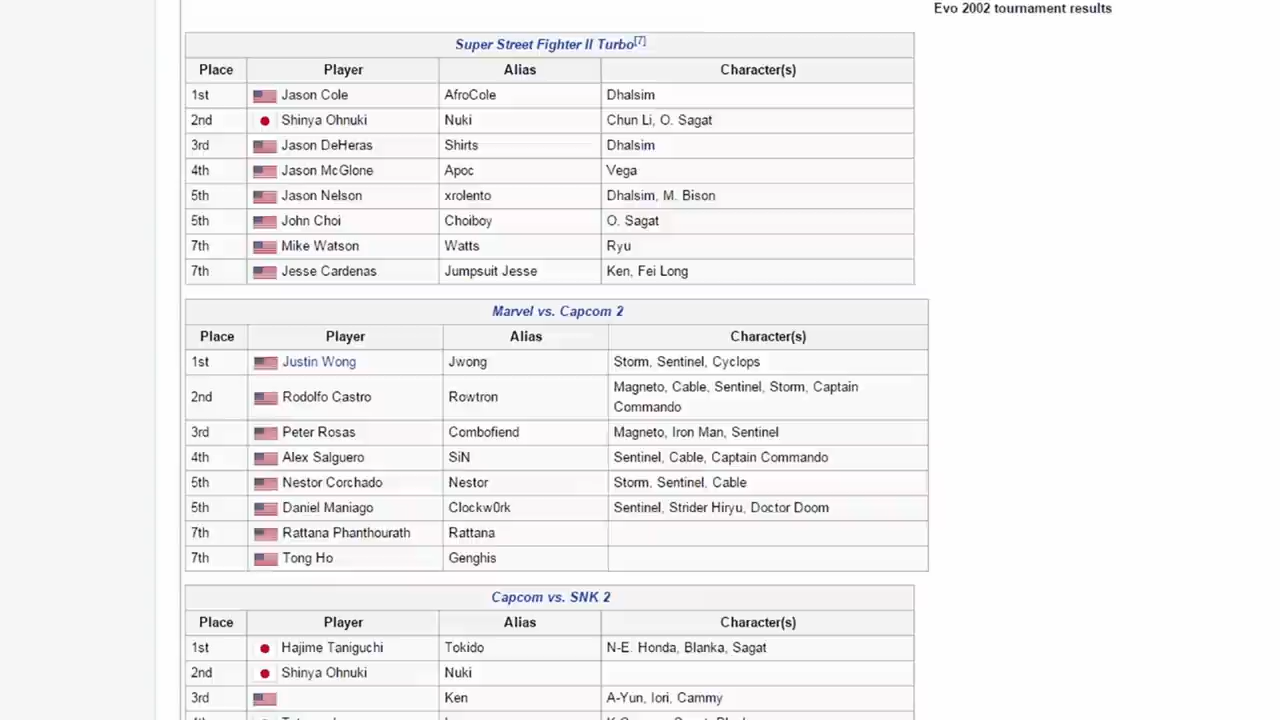 Evo 2002 tournament results
Super Street Fighter II Turbo[7]
Place Player Alias Character(s)
1st Jason Cole AfroCole Dhalsim
2nd Shinya Ohnuki Nuki Chun Li, O. Sagat
3rd Jason DeHeras Shirts Dhalsim
4th Jason McGlone Apoc Vega
5th Jason Nelson xrolento Dhalsim, M. Bison
5th John Choi Choiboy O. Sagat
7th Mike Watson Watts Ryu
7th Jesse Cardenas Jumpsuit Jesse Ken, Fei Long
Marvel vs. Capcom 2
Place Player Alias Character(s)
1st Justin Wong Jwong Storm, Sentinel, Cyclops
2nd Rodolfo Castro Rowtron Magneto, Cable, Sentinel, Storm, Captain
Commando
3rd Peter Rosas Combofiend Magneto, Iron Man, Sentinel
4th Alex Salguero SiN Sentinel, Cable, Captain Commando
5th Nestor Corchado Nestor Storm, Sentinel, Cable
5th Daniel Maniago Clockw0rk Sentinel, Strider Hiryu, Doctor Doom
7th Rattana Phanthourath Rattana
7th Tong Ho Genghis
Capcom vs. SNK 2
Place Player Alias Character(s)
1st Hajime Taniguchi Tokido N-E. Honda, Blanka, Sagat
2nd Shinya Ohnuki Nuki
3rd Ken A-Yun, Iori, Cammy